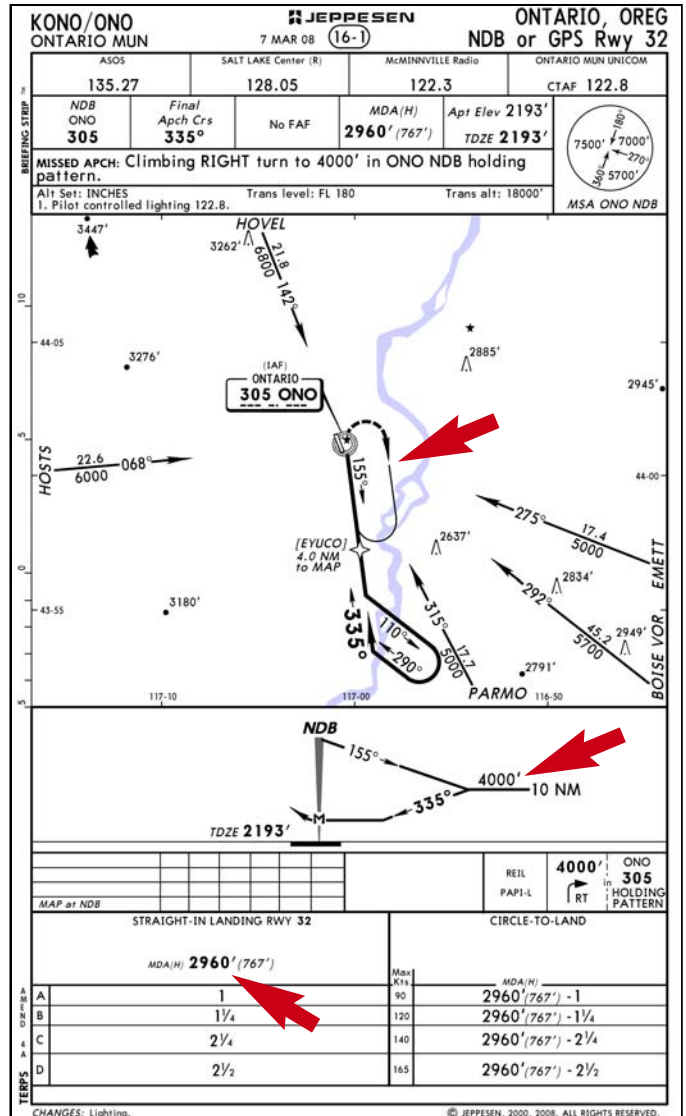 KONO/ONO
ONTARIO MUN
JEPPESEN
7 MAR 08
16-1
ONTARIO, OREG
NDB or GPS Rwy 32
BRIEFING STRIP TM
ASOS
135.27
SALT LAKE Center (R)
128.05
McMINNVILLE Radio
122.3
ONTARIO MUN UNICOM
CTAF 122.8
NDB
ONO
305
Final
Apch Crs
335°
No FAF
MDA(H)
2960' (767')
Apt Elev 2193'
TDZE 2193'
MISSED APCH: Climbing RIGHT turn to 4000' in ONO NDB holding
pattern.
Alt Set: INCHES
Trans level: FL 180
Trans alt: 18000'
1. Pilot controlled lighting 122.8.
180°
7500'
7000'
270°
360°
5700'
MSA ONO NDB
3447'
HOVEL
3262'
21.8
6800
142°
10
44-05
3276'
2885'
2945'
(IAF)
ONTARIO
305 ONO
5
HOSTS
22.6
6000
068°
155°
44-00
[EYUCO]
4.0 NM
to MAP
2637'
275°
17.4
5000
EMETT
0
2834'
292°
45.2
5700
BOISE VOR
2949'
43-55
3180'
335°
110°
290°
315°
17.7
5000
PARMO
2791'
5
117-10
117-00
116-50
NDB
155°
4000'
10 NM
335°
M
TDZE 2193'
MAP at NDB
REIL
PAPI-L
4000'
RT
in
ONO
305
HOLDING
PATTERN
STRAIGHT-IN LANDING RWY 32
CIRCLE-TO-LAND
MDA(H) 2960' (767')
Max
Kts
MDA(H)
A
1
90
2960' (767') - 1
B
1¼
120
2960' (767') - 1¼
C
2¼
140
2960' (767') - 2¼
D
2½
165
2960' (767') - 2½
TERPS AMEND 4A
CHANGES: Lighting.
© JEPPESEN, 2000, 2008. ALL RIGHTS RESERVED.